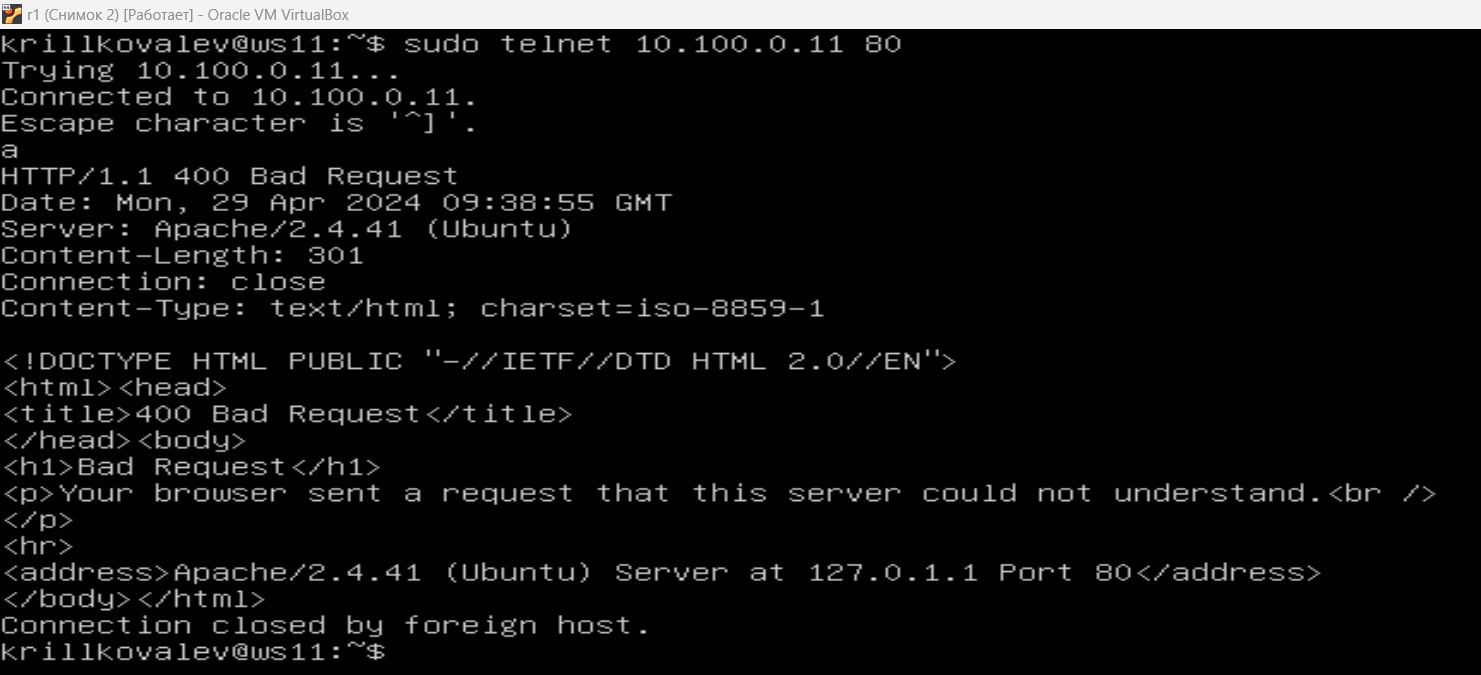 r1 (Снимок 2) [Работает] - Oracle VM VirtualBox
krillkovalev@ws11:~$ sudo telnet 10.100.0.11 80
Trying 10.100.0.11...
Connected to 10.100.0.11.
Escape character is '^]'.
a
HTTP/1.1 400 Bad Request
Date: Mon, 29 Apr 2024 09:38:55 GMT
Server: Apache/2.4.41 (Ubuntu)
Content-Length: 301
Connection: close
Content-Type: text/html; charset=iso-8859-1

<!DOCTYPE HTML PUBLIC "-//IETF//DTD HTML 2.0//EN">
<html><head>
<title>400 Bad Request</title>
</head><body>
<h1>Bad Request</h1>
<p>Your browser sent a request that this server could not understand.<br />
</p>
<hr>
<address>Apache/2.4.41 (Ubuntu) Server at 127.0.1.1 Port 80</address>
</body></html>
Connection closed by foreign host.
krillkovalev@ws11:~$